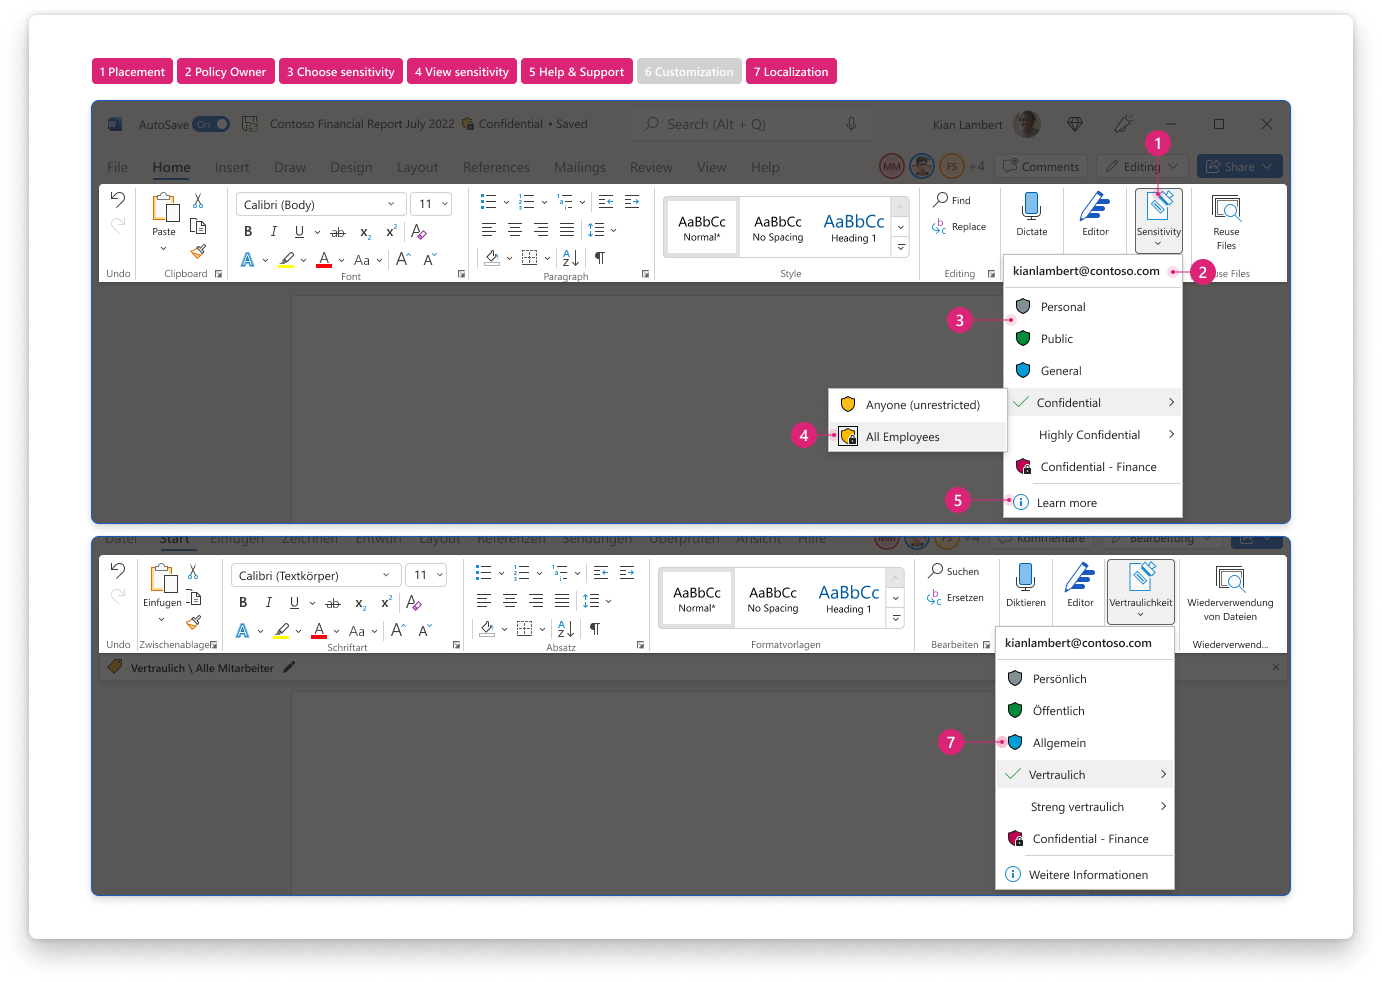 1 Placement 2 Policy Owner 3 Choose sensitivity 4 View sensitivity 5 Help & Support 6 Customization 7 Localization
AutoSave On Contoso Financial Report July 2022 Confidential • Saved Search (Alt + Q) Kian Lambert
1
File Home Insert Draw Design Layout References Mailings Review View Help MM FS +4 Comments Editing Share
Paste Calibri (Body) 11 AaBbCc AaBbCc AaBbCc Find Dictate Editor Sensitivity Reuse
Normal* No Spacing Heading 1 Replace Files
B I U ab x₂ x² A
A A Aa A A A Z
Undo Clipboard Font Paragraph Style Editing use Files
kianlambert@contoso.com 2
Personal
3
Public
General
Anyone (unrestricted) Confidential
4 All Employees Highly Confidential
Confidential - Finance
5 Learn more
Datei Start Einfügen Zeichnen Entwurf Layout Referenzen Sendungen Überprüfen Ansicht Hilfe MM FS +4 Kommentare Bearbeitung
Einfugen Calibri (Textkörper) 11 AaBbCc AaBbCc AaBbCc Suchen Diktieren Editor Vertraulichkeit Wiederverwendung
Normal* No Spacing Heading 1 Ersetzen von Dateien
B I U ab x₂ x² A
A A Aa A A A Z
Undo Zwischenablage Schriftart Absatz Formatvorlagen Bearbeiten Wiederverwend...
kianlambert@contoso.com
Vertraulich \ Alle Mitarbeiter
Persönlich
Öffentlich
7 Allgemein
Vertraulich
Streng vertraulich
Confidential - Finance
Weitere Informationen